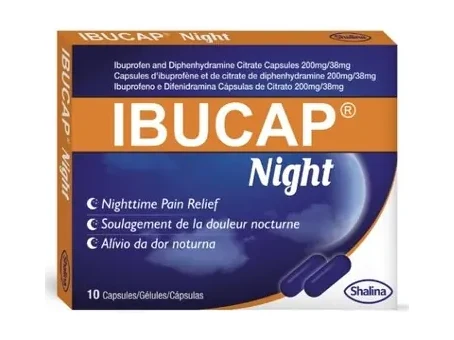 Ibuprofen and Diphenhydramine Citrate Capsules 200mg/38mg
Capsules d'ibuprofène et de citrate de diphenhydramine 200mg/38mg
Ibuprofeno e Difenidramina Cápsulas de Citrato 200mg/38mg
IBUCAP®
Night
Nighttime Pain Relief
Soulagement de la douleur nocturne
Alívio da dor noturna
10 Capsules/Gélules/Cápsulas
Shalina
IBUCAP® Night
Shalina